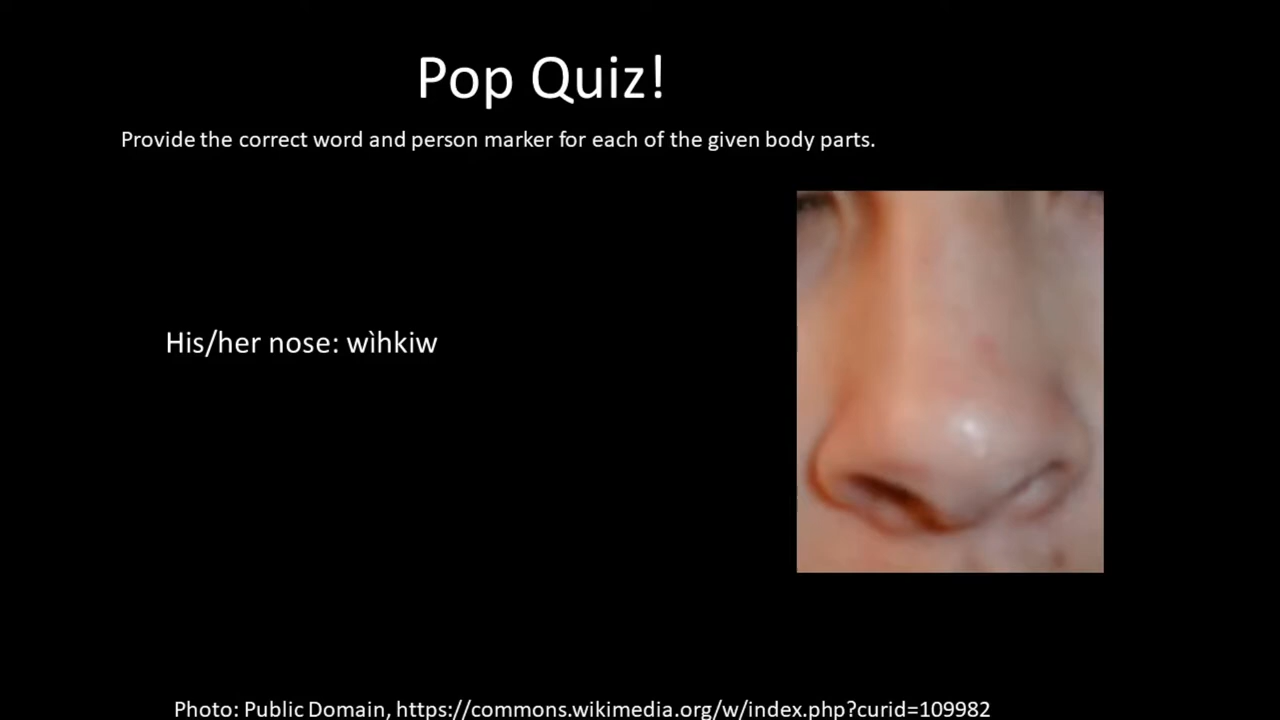 Pop Quiz!
Provide the correct word and person marker for each of the given body parts.
His/her nose: wìhkiw
Photo: Public Domain, https://commons.wikimedia.org/w/index.php?curid=109982